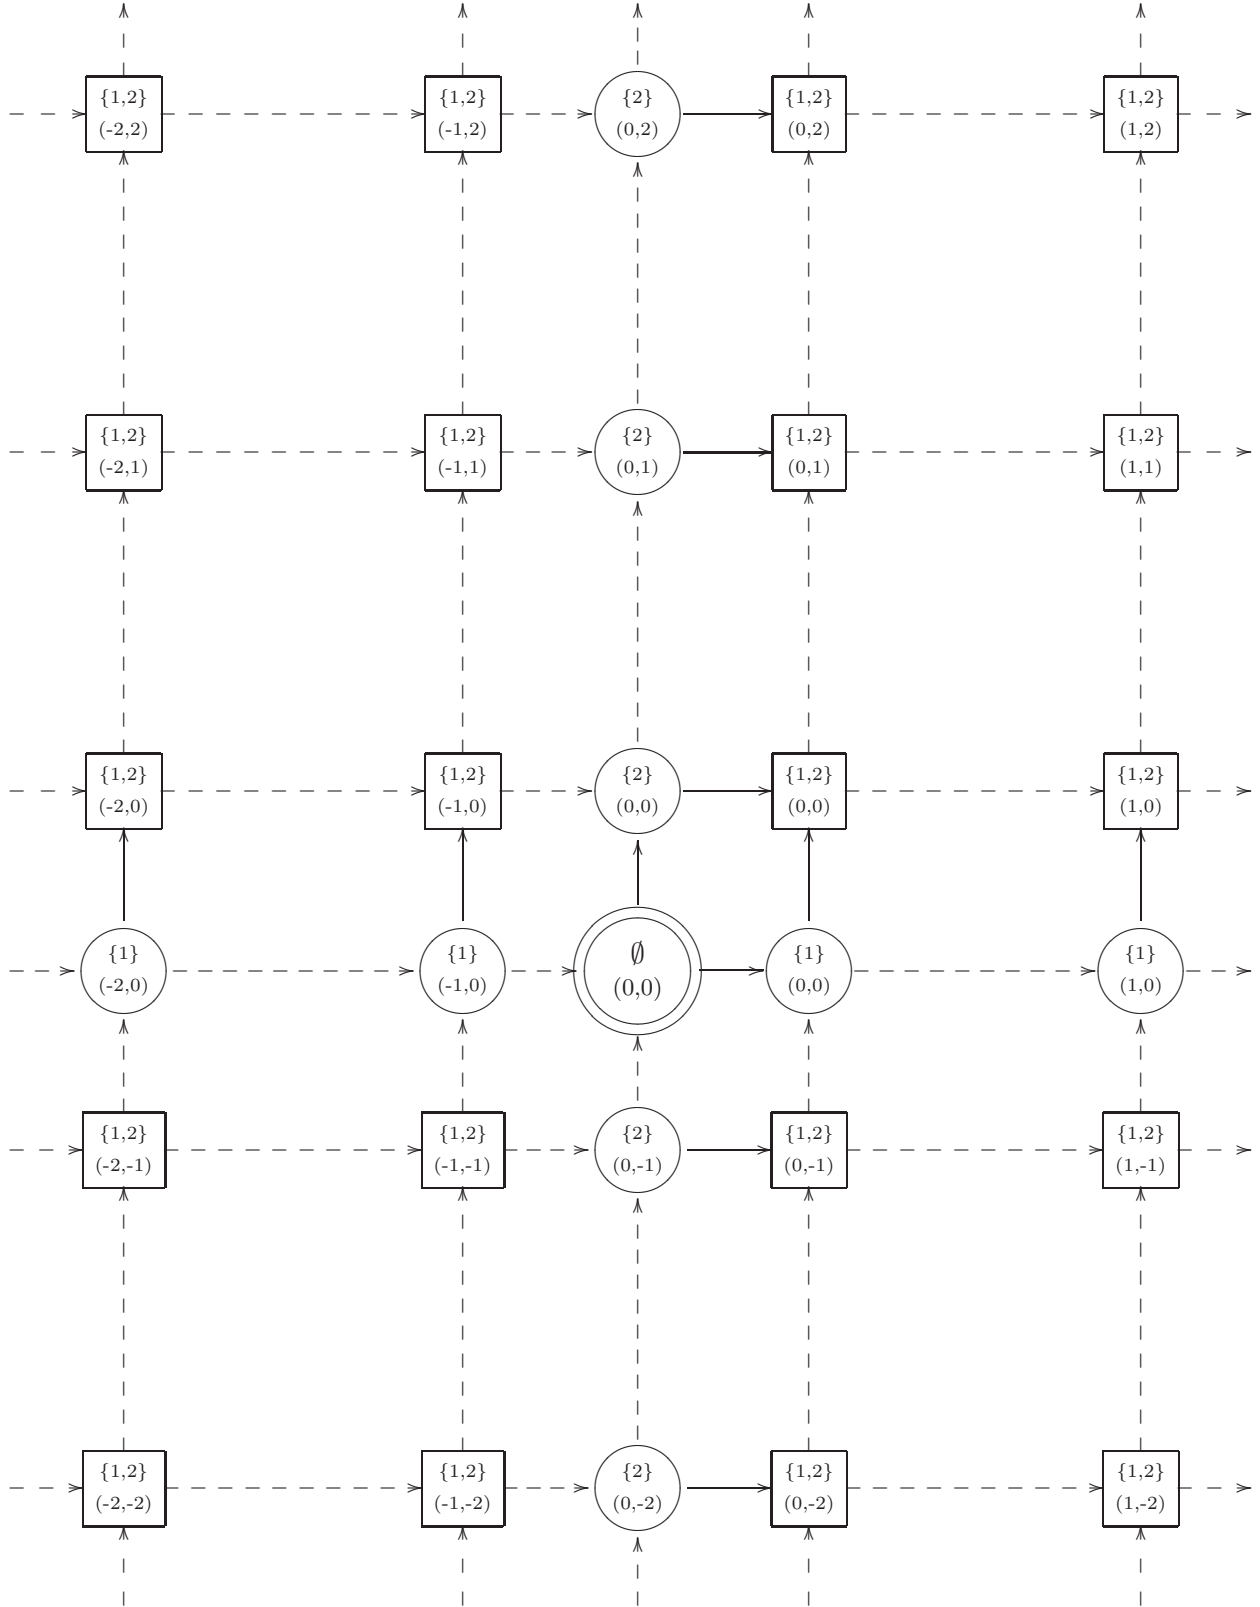 {1,2} {1,2} {2} {1,2} {1,2}
(-2,2) (-1,2) (0,2) (0,2) (1,2)
{1,2} {1,2} {2} {1,2} {1,2}
(-2,1) (-1,1) (0,1) (0,1) (1,1)
{1,2} {1,2} {2} {1,2} {1,2}
(-2,0) (-1,0) (0,0) (0,0) (1,0)
{1} {1} ∅ {1} {1}
(-2,0) (-1,0) (0,0) (0,0) (1,0)
{1,2} {1,2} {2} {1,2} {1,2}
(-2,-1) (-1,-1) (0,-1) (0,-1) (1,-1)
{1,2} {1,2} {2} {1,2} {1,2}
(-2,-2) (-1,-2) (0,-2) (0,-2) (1,-2)